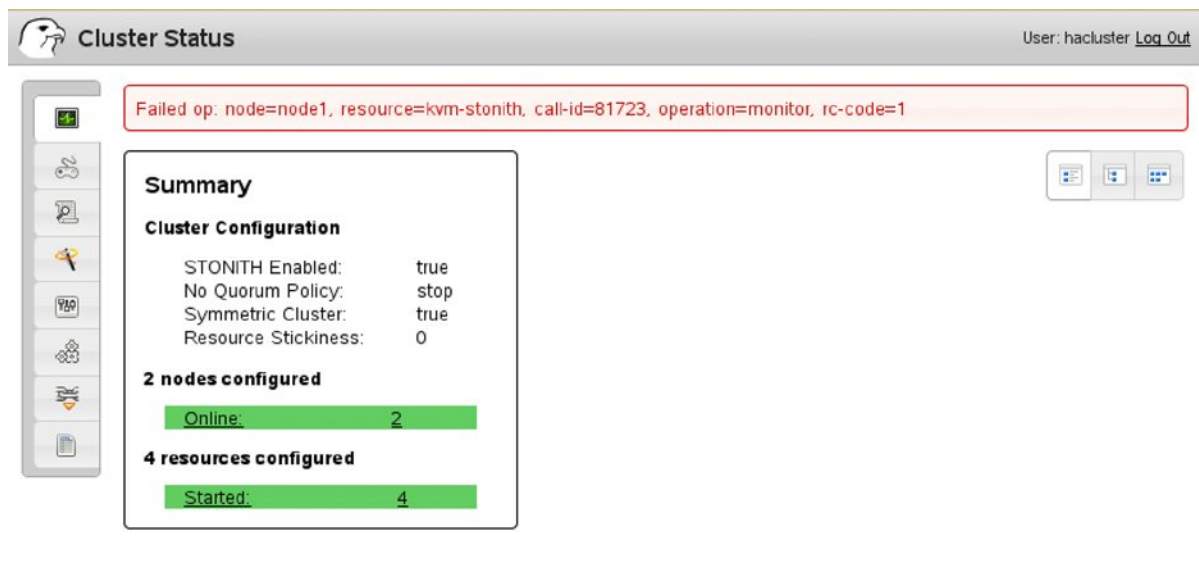 Cluster Status
User: hacluster Log Out
Failed op: node=node1, resource=kvm-stonith, call-id=81723, operation=monitor, rc-code=1
Summary
Cluster Configuration
STONITH Enabled: true
No Quorum Policy: stop
Symmetric Cluster: true
Resource Stickiness: 0
2 nodes configured
Online: 2
4 resources configured
Started: 4